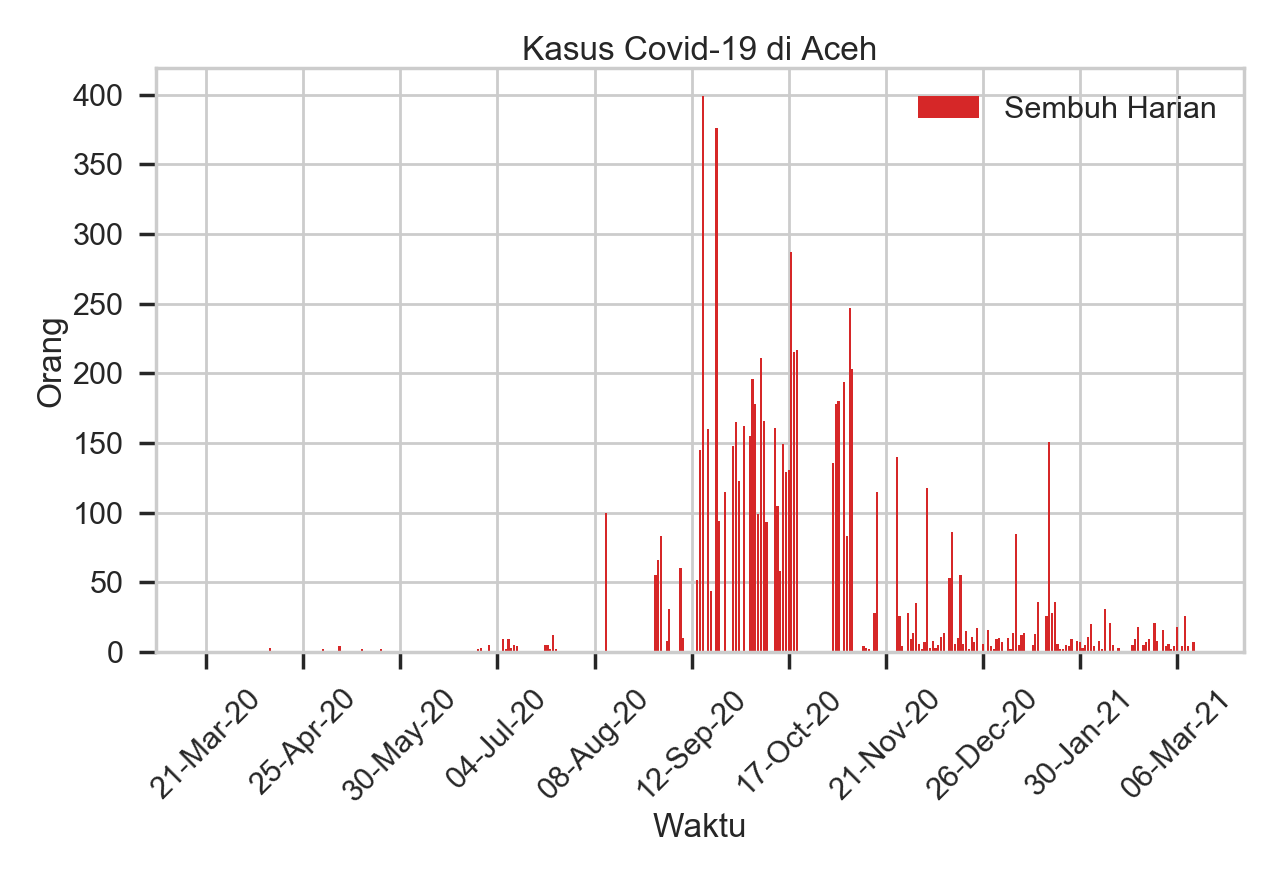 Kasus Covid-19 di Aceh
Sembuh Harian
400
350
300
250
200
150
100
50
0
Orang
21-Mar-20
25-Apr-20
30-May-20
04-Jul-20
08-Aug-20
12-Sep-20
17-Oct-20
21-Nov-20
26-Dec-20
30-Jan-21
06-Mar-21
Waktu